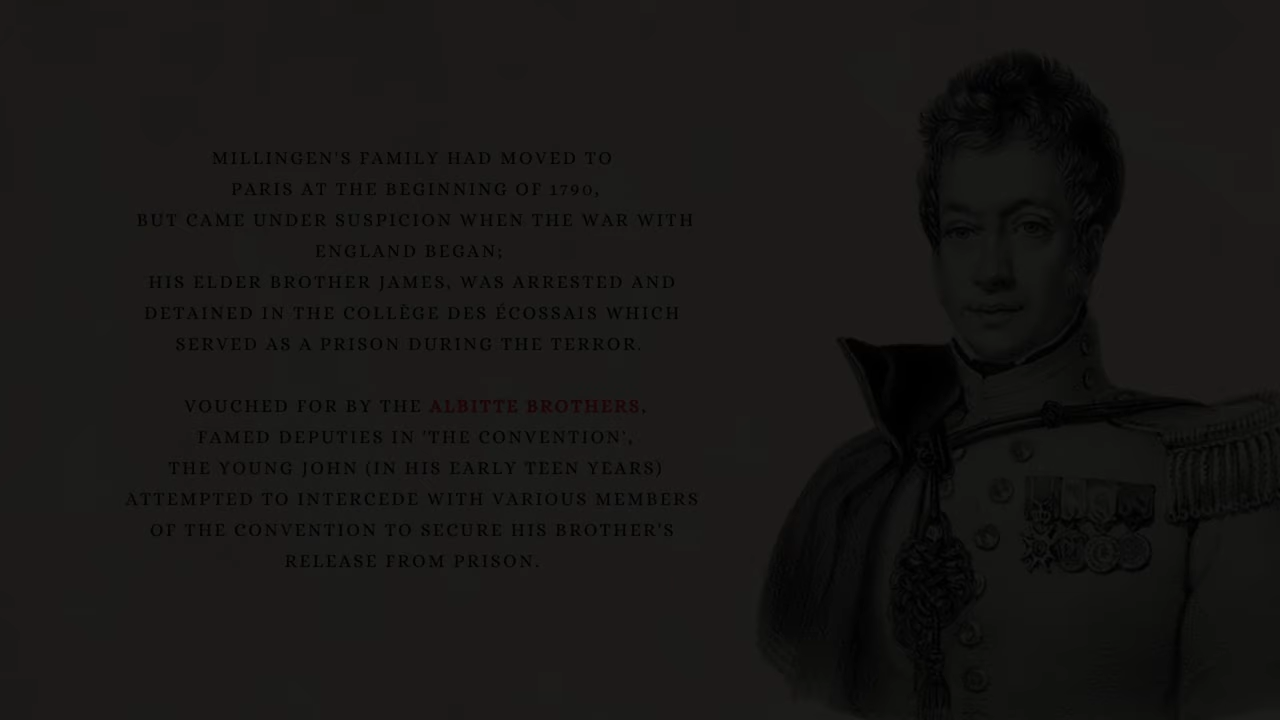 MILLINGEN'S FAMILY HAD MOVED TO
PARIS AT THE BEGINNING OF 1790,
BUT CAME UNDER SUSPICION WHEN THE WAR WITH
ENGLAND BEGAN;
HIS ELDER BROTHER JAMES, WAS ARRESTED AND
DETAINED IN THE COLLÈGE DES ÉCOSSAIS WHICH
SERVED AS A PRISON DURING THE TERROR.
VOUCHED FOR BY THE ALBITTE BROTHERS,
FAMED DEPUTIES IN 'THE CONVENTION',
THE YOUNG JOHN (IN HIS EARLY TEEN YEARS)
ATTEMPTED TO INTERCEDE WITH VARIOUS MEMBERS
OF THE CONVENTION TO SECURE HIS BROTHER'S
RELEASE FROM PRISON.